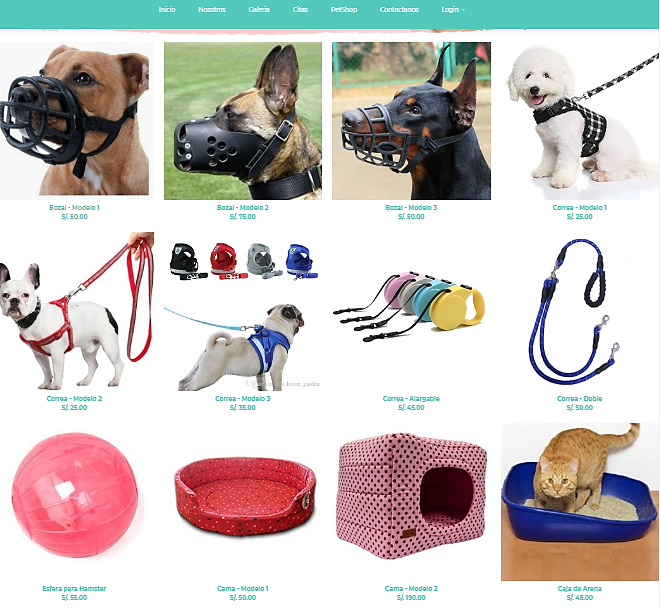 Inicio Nosotros Galeria Citas PetShop Contactanos Login
Bozal - Modelo 1
S/. 50.00
Bozal - Modelo 2
S/. 75.00
Bozal - Modelo 3
S/. 50.00
Correa - Modelo 1
S/. 25.00
Correa - Modelo 2
S/. 25.00
Correa - Modelo 3
S/. 35.00
Correa - Alargable
S/. 45.00
Correa - Doble
S/. 50.00
Esfera para Hamster
S/. 55.00
Cama - Modelo 1
S/. 50.00
Cama - Modelo 2
S/. 190.00
Caja de Arena
S/. 45.00